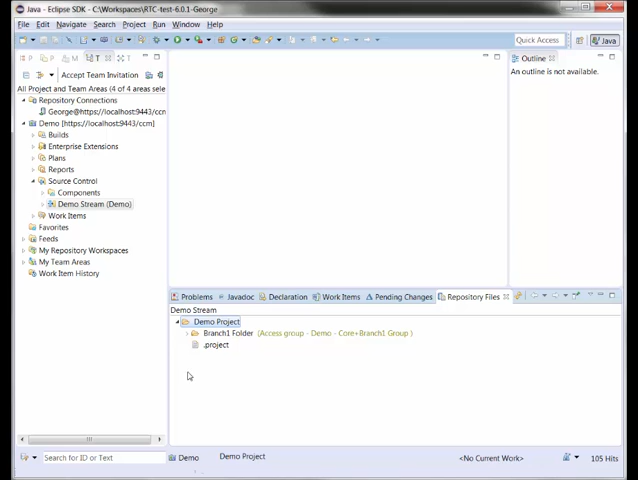 Java - Eclipse SDK - C:\Workspaces\RTC-test-6.0.1-George
File Edit Navigate Search Project Run Window Help
Quick Access
Java
P
T
T
Outline
Accept Team Invitation
An outline is not available.
All Project and Team Areas (4 of 4 areas sele
Repository Connections
George@https://localhost:9443/ccm
Demo [https://localhost:9443/ccm]
Builds
Enterprise Extensions
Plans
Reports
Source Control
Components
Demo Stream (Demo)
Work Items
Favorites
Feeds
My Repository Workspaces
My Team Areas
Work Item History
Problems Javadoc Declaration Work Items Pending Changes Repository Files
Demo Stream
Demo Project
Branch1 Folder (Access group - Demo - Core+Branch1 Group )
.project
Search for ID or Text
Demo
Demo Project
<No Current Work>
105 Hits